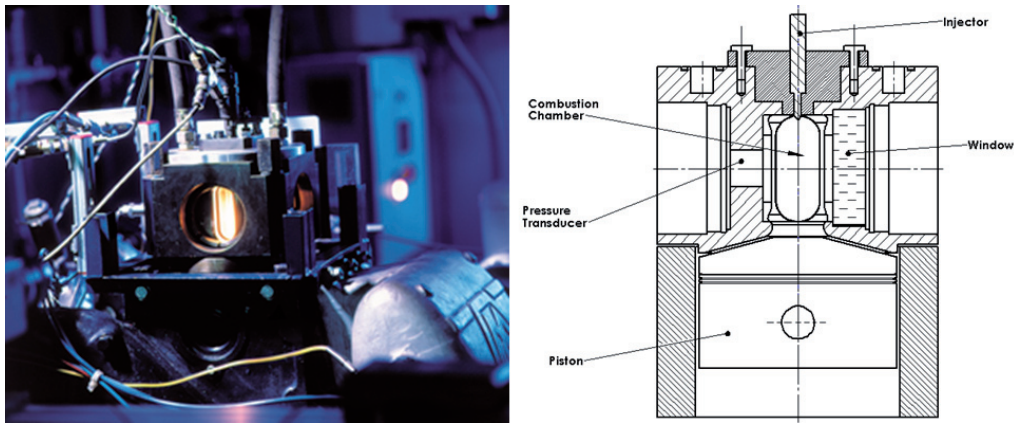 Injector
Combustion
Chamber
Window
Pressure
Transducer
Piston